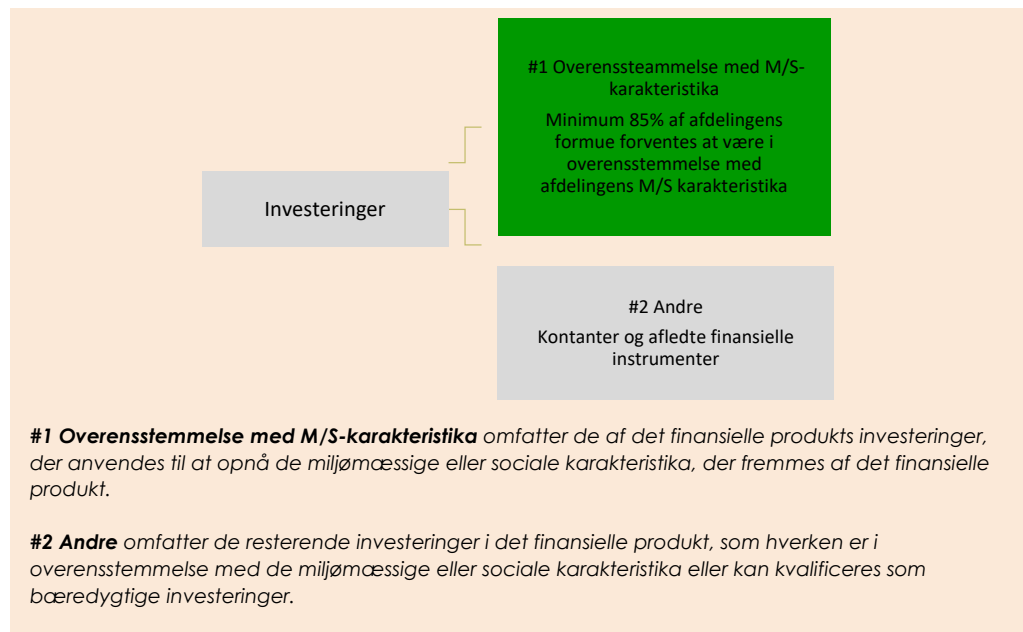 #1 Overenssteammelse med M/S-
karakteristika
Minimum 85% af afdelingens
formue forventes at være i
overensstemmelse med
afdelingens M/S karakteristika
Investeringer
#2 Andre
Kontanter og afledte finansielle
instrumenter
#1 Overensstemmelse med M/S-karakteristika omfatter de af det finansielle produkts investeringer,
der anvendes til at opnå de miljømæssige eller sociale karakteristika, der fremmes af det finansielle
produkt.
#2 Andre omfatter de resterende investeringer i det finansielle produkt, som hverken er i
overensstemmelse med de miljømæssige eller sociale karakteristika eller kan kvalificeres som
bæredygtige investeringer.